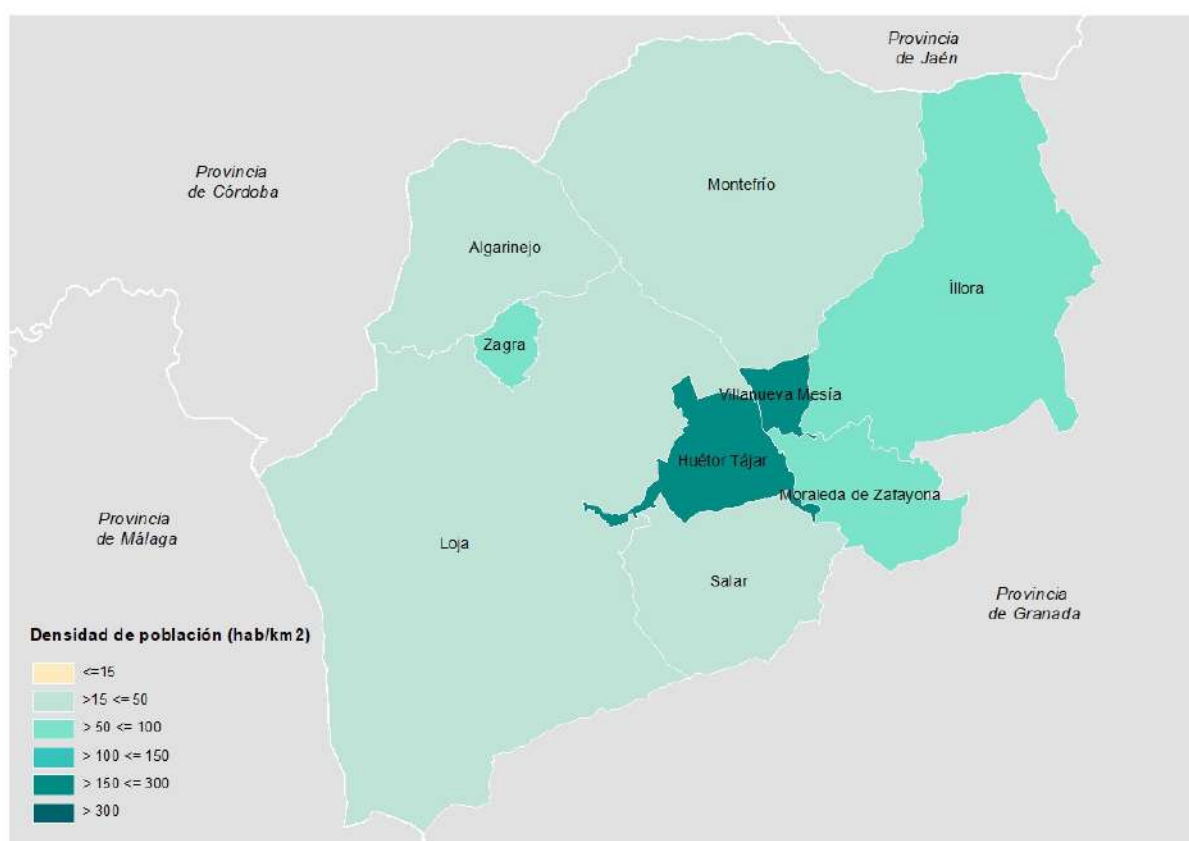 Provincia
de Jaén
Provincia
de Córdoba
Montefrío
Algarinejo
Íllora
Zagra
Villanueva Mesía
Huétor Tájar
Moraleda de Zafayona
Provincia
de Málaga
Loja
Salar
Provincia
de Granada
Densidad de población (hab/km2)
<=15
>15 <= 50
> 50 <= 100
> 100 <= 150
> 150 <= 300
> 300